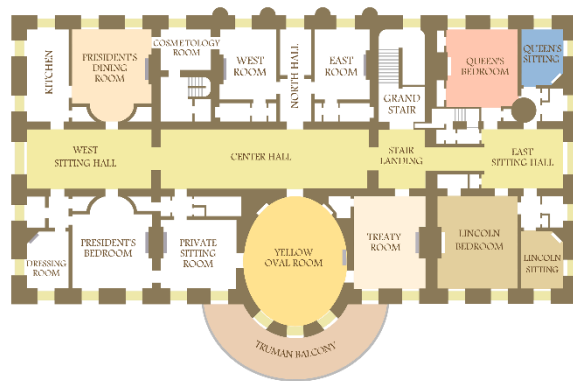 KITCHEN
PRESIDENT'S
DINING
ROOM
COSMETOLOGY
ROOM
WEST
ROOM
NORTH HALL
EAST
ROOM
GRAND
STAIR
QUEEN'S
BEDROOM
QUEEN'S
SITTING
WEST
SITTING HALL
CENTER HALL
STAIR
LANDING
EAST
SITTING HALL
DRESSING
ROOM
PRESIDENT'S
BEDROOM
PRIVATE
SITTING
ROOM
YELLOW
OVAL ROOM
TREATY
ROOM
LINCOLN
BEDROOM
LINCOLN
SITTING
TRUMAN BALCONY